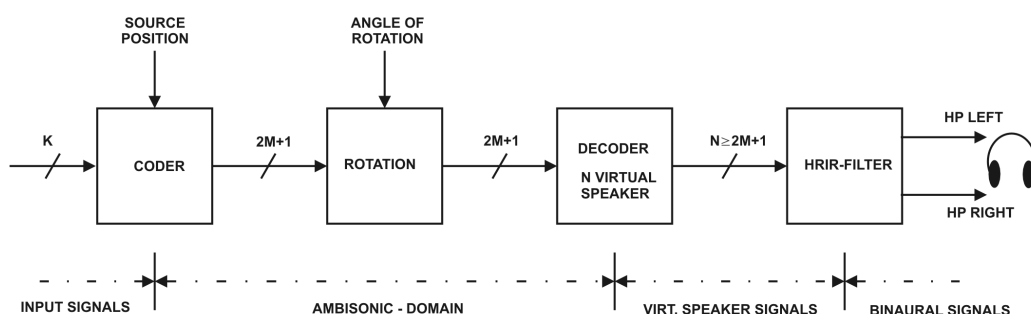 SOURCE
POSITION
ANGLE OF
ROTATION
K
CODER
2M+1
ROTATION
2M+1
DECODER
N VIRTUAL
SPEAKER
N≥2M+1
HRIR-FILTER
HP LEFT
HP RIGHT
INPUT SIGNALS
AMBISONIC - DOMAIN
VIRT. SPEAKER SIGNALS
BINAURAL SIGNALS